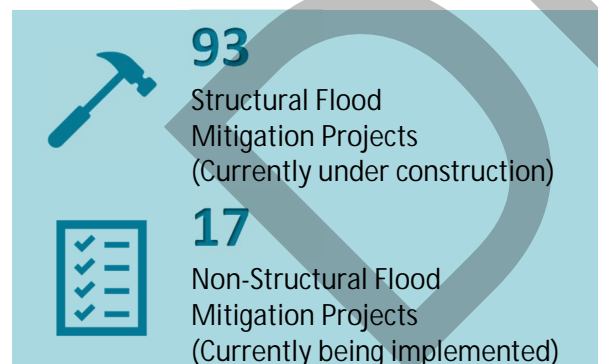 93
Structural Flood
Mitigation Projects
(Currently under construction)
17
Non-Structural Flood
Mitigation Projects
(Currently being implemented)